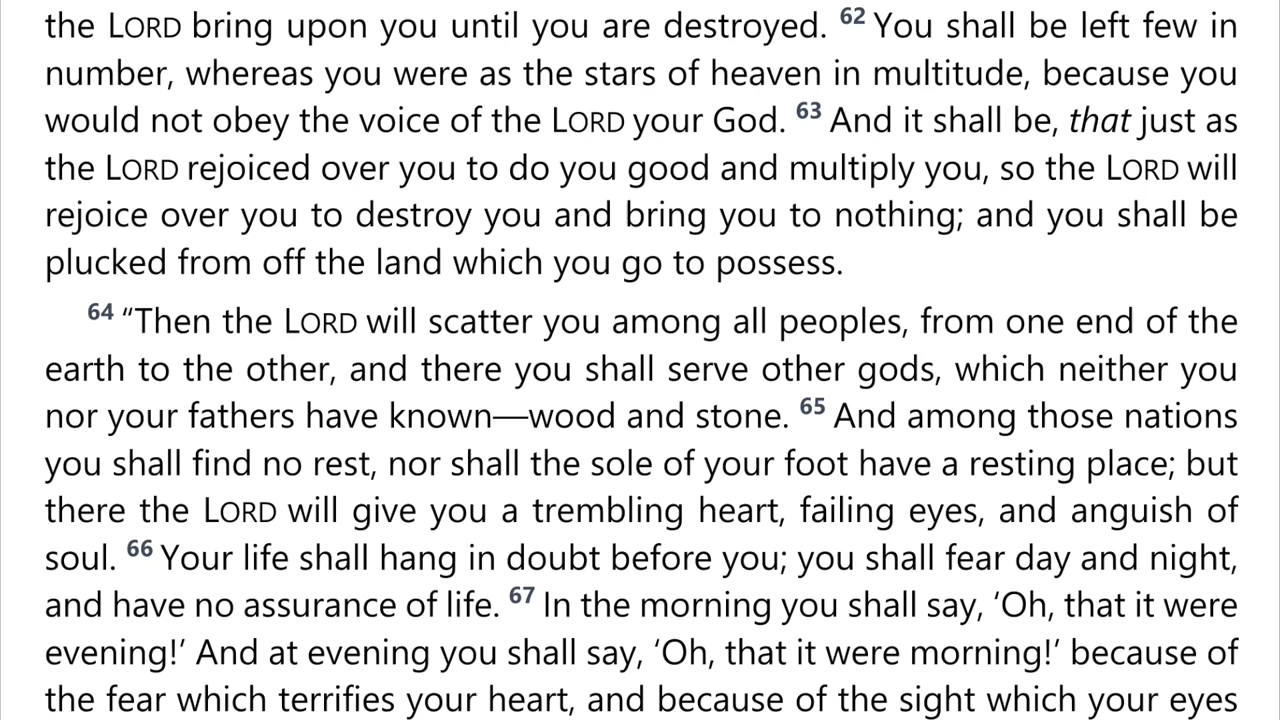 the LORD bring upon you until you are destroyed. 62 You shall be left few in
number, whereas you were as the stars of heaven in multitude, because you
would not obey the voice of the LORD your God. 63 And it shall be, that just as
the LORD rejoiced over you to do you good and multiply you, so the LORD will
rejoice over you to destroy you and bring you to nothing; and you shall be
plucked from off the land which you go to possess.
64 “Then the LORD will scatter you among all peoples, from one end of the
earth to the other, and there you shall serve other gods, which neither you
nor your fathers have known—wood and stone. 65 And among those nations
you shall find no rest, nor shall the sole of your foot have a resting place; but
there the LORD will give you a trembling heart, failing eyes, and anguish of
soul. 66 Your life shall hang in doubt before you; you shall fear day and night,
and have no assurance of life. 67 In the morning you shall say, ‘Oh, that it were
evening!’ And at evening you shall say, ‘Oh, that it were morning!’ because of
the fear which terrifies your heart, and because of the sight which your eyes